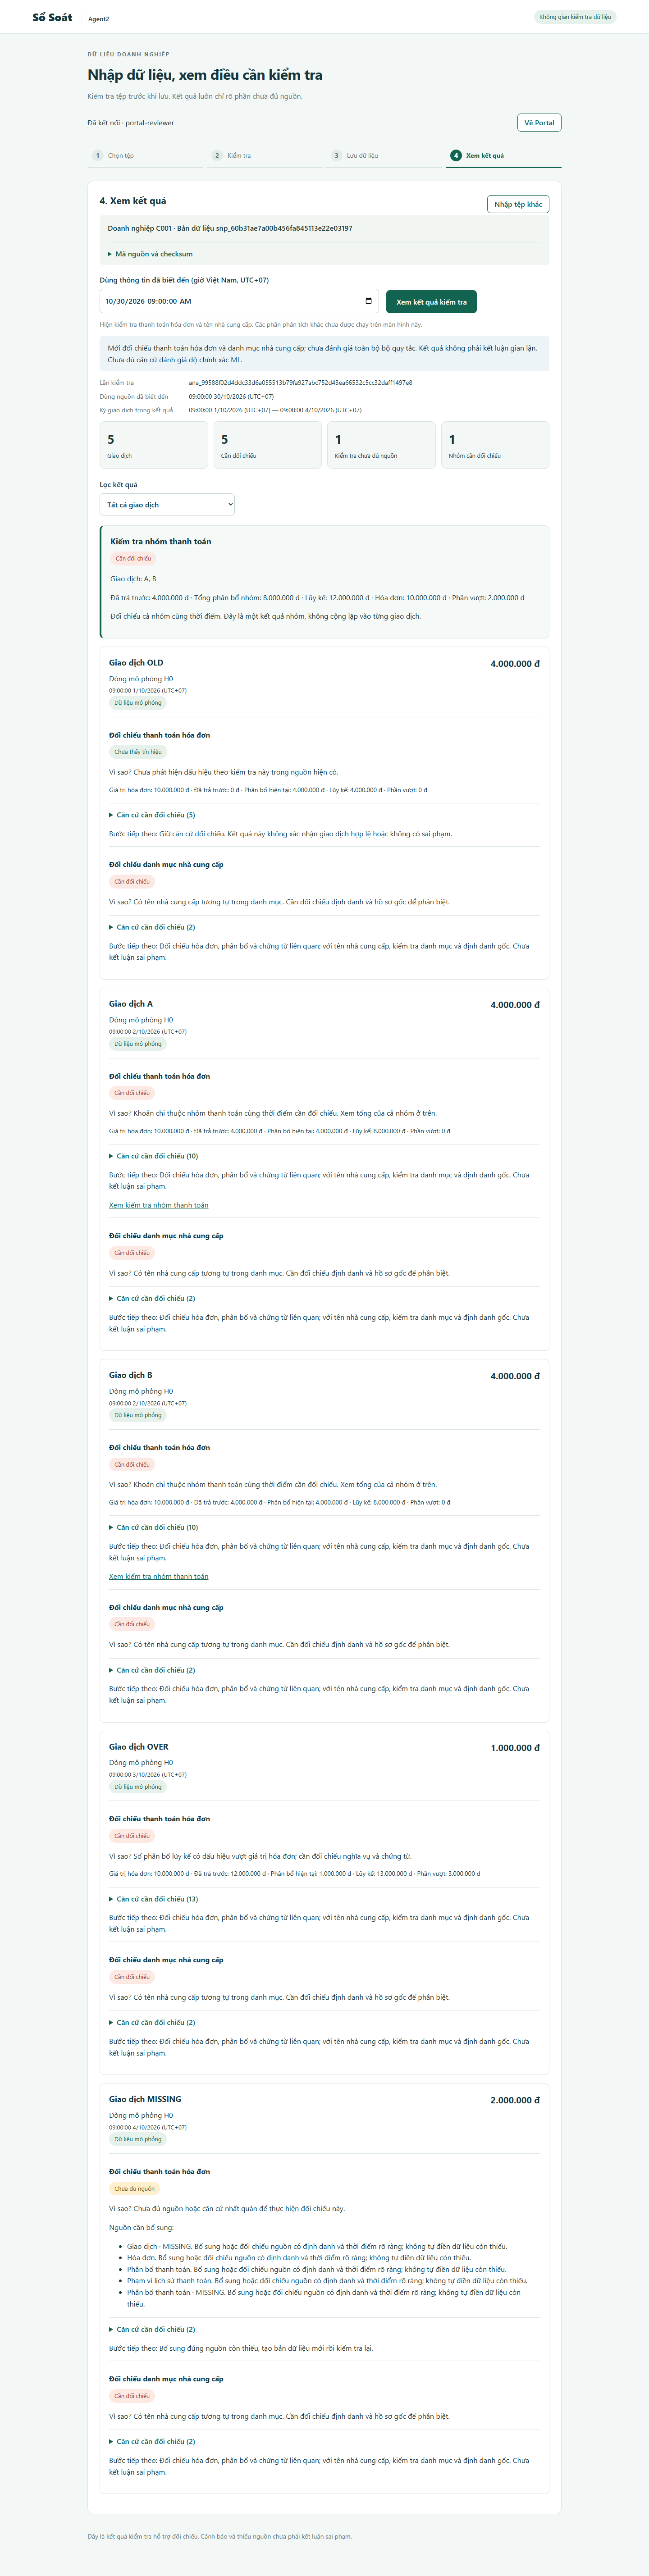 Sổ Soát
Agent2
Không gian kiểm tra dữ liệu
DỮ LIỆU DOANH NGHIỆP
Nhập dữ liệu, xem điều cần kiểm tra
Kiểm tra tệp trước khi lưu. Kết quả luôn chỉ rõ phần chưa đủ nguồn.
Đã kết nối · portal-reviewer
Về Portal
1 Chọn tệp
2 Kiểm tra
3 Lưu dữ liệu
4 Xem kết quả
4. Xem kết quả
Nhập tệp khác
Doanh nghiệp C001 · Bản dữ liệu snp_60b31ae7a00b456fa845113e22e03197
▶ Mã nguồn và checksum
Dùng thông tin đã biết đến (giờ Việt Nam, UTC+07)
10/30/2026 09:00:00 AM
Xem kết quả kiểm tra
Hiện kiểm tra thanh toán hóa đơn và tên nhà cung cấp. Các phần phân tích khác chưa được chạy trên màn hình này.
Mới đối chiếu thanh toán hóa đơn và danh mục nhà cung cấp; chưa đánh giá toàn bộ bộ quy tắc. Kết quả không phải kết luận gian lận.
Chưa đủ căn cứ đánh giá độ chính xác ML.
Lần kiểm tra ana_99588f02d4ddc33d6a055513b79fa927abc752d43ea66532c5cc32daff1497e8
Dùng nguồn đã biết đến 09:00:00 30/10/2026 (UTC+07)
Kỳ giao dịch trong kết quả 09:00:00 1/10/2026 (UTC+07) — 09:00:00 4/10/2026 (UTC+07)
5
Giao dịch
5
Cần đối chiếu
1
Kiểm tra chưa đủ nguồn
1
Nhóm cần đối chiếu
Lọc kết quả
Tất cả giao dịch
Kiểm tra nhóm thanh toán
Cần đối chiếu
Giao dịch: A, B
Đã trả trước: 4.000.000 đ · Tổng phân bổ nhóm: 8.000.000 đ · Lũy kế: 12.000.000 đ · Hóa đơn: 10.000.000 đ · Phần vượt: 2.000.000 đ
Đối chiếu cả nhóm cùng thời điểm. Đây là một kết quả nhóm, không cộng lặp vào từng giao dịch.
Giao dịch OLD
4.000.000 đ
Dòng mô phỏng H0
09:00:00 1/10/2026 (UTC+07)
Dữ liệu mô phỏng
Đối chiếu thanh toán hóa đơn
Chưa thấy tín hiệu
Vì sao? Chưa phát hiện dấu hiệu theo kiểm tra này trong nguồn hiện có.
Giá trị hóa đơn: 10.000.000 đ · Đã trả trước: 0 đ · Phân bổ hiện tại: 4.000.000 đ · Lũy kế: 4.000.000 đ · Phần vượt: 0 đ
▶ Căn cứ cần đối chiếu (5)
Bước tiếp theo: Giữ căn cứ đối chiếu. Kết quả này không xác nhận giao dịch hợp lệ hoặc không có sai phạm.
Đối chiếu danh mục nhà cung cấp
Cần đối chiếu
Vì sao? Có tên nhà cung cấp tương tự trong danh mục. Cần đối chiếu định danh và hồ sơ gốc để phân biệt.
▶ Căn cứ cần đối chiếu (2)
Bước tiếp theo: Đối chiếu hóa đơn, phân bổ và chứng từ liên quan; với tên nhà cung cấp, kiểm tra danh mục và định danh gốc. Chưa
kết luận sai phạm.
Giao dịch A
4.000.000 đ
Dòng mô phỏng H0
09:00:00 2/10/2026 (UTC+07)
Dữ liệu mô phỏng
Đối chiếu thanh toán hóa đơn
Cần đối chiếu
Vì sao? Khoản chi thuộc nhóm thanh toán cùng thời điểm cần đối chiếu. Xem tổng của cả nhóm ở trên.
Giá trị hóa đơn: 10.000.000 đ · Đã trả trước: 4.000.000 đ · Phân bổ hiện tại: 4.000.000 đ · Lũy kế: 8.000.000 đ · Phần vượt: 0 đ
▶ Căn cứ cần đối chiếu (10)
Bước tiếp theo: Đối chiếu hóa đơn, phân bổ và chứng từ liên quan; với tên nhà cung cấp, kiểm tra danh mục và định danh gốc. Chưa
kết luận sai phạm.
Xem kiểm tra nhóm thanh toán
Đối chiếu danh mục nhà cung cấp
Cần đối chiếu
Vì sao? Có tên nhà cung cấp tương tự trong danh mục. Cần đối chiếu định danh và hồ sơ gốc để phân biệt.
▶ Căn cứ cần đối chiếu (2)
Bước tiếp theo: Đối chiếu hóa đơn, phân bổ và chứng từ liên quan; với tên nhà cung cấp, kiểm tra danh mục và định danh gốc. Chưa
kết luận sai phạm.
Giao dịch B
4.000.000 đ
Dòng mô phỏng H0
09:00:00 2/10/2026 (UTC+07)
Dữ liệu mô phỏng
Đối chiếu thanh toán hóa đơn
Cần đối chiếu
Vì sao? Khoản chi thuộc nhóm thanh toán cùng thời điểm cần đối chiếu. Xem tổng của cả nhóm ở trên.
Giá trị hóa đơn: 10.000.000 đ · Đã trả trước: 4.000.000 đ · Phân bổ hiện tại: 4.000.000 đ · Lũy kế: 8.000.000 đ · Phần vượt: 0 đ
▶ Căn cứ cần đối chiếu (10)
Bước tiếp theo: Đối chiếu hóa đơn, phân bổ và chứng từ liên quan; với tên nhà cung cấp, kiểm tra danh mục và định danh gốc. Chưa
kết luận sai phạm.
Xem kiểm tra nhóm thanh toán
Đối chiếu danh mục nhà cung cấp
Cần đối chiếu
Vì sao? Có tên nhà cung cấp tương tự trong danh mục. Cần đối chiếu định danh và hồ sơ gốc để phân biệt.
▶ Căn cứ cần đối chiếu (2)
Bước tiếp theo: Đối chiếu hóa đơn, phân bổ và chứng từ liên quan; với tên nhà cung cấp, kiểm tra danh mục và định danh gốc. Chưa
kết luận sai phạm.
Giao dịch OVER
1.000.000 đ
Dòng mô phỏng H0
09:00:00 3/10/2026 (UTC+07)
Dữ liệu mô phỏng
Đối chiếu thanh toán hóa đơn
Cần đối chiếu
Vì sao? Số phân bổ lũy kế có dấu hiệu vượt giá trị hóa đơn; cần đối chiếu nghĩa vụ và chứng từ.
Giá trị hóa đơn: 10.000.000 đ · Đã trả trước: 12.000.000 đ · Phân bổ hiện tại: 1.000.000 đ · Lũy kế: 13.000.000 đ · Phần vượt: 3.000.000 đ
▶ Căn cứ cần đối chiếu (13)
Bước tiếp theo: Đối chiếu hóa đơn, phân bổ và chứng từ liên quan; với tên nhà cung cấp, kiểm tra danh mục và định danh gốc. Chưa
kết luận sai phạm.
Đối chiếu danh mục nhà cung cấp
Cần đối chiếu
Vì sao? Có tên nhà cung cấp tương tự trong danh mục. Cần đối chiếu định danh và hồ sơ gốc để phân biệt.
▶ Căn cứ cần đối chiếu (2)
Bước tiếp theo: Đối chiếu hóa đơn, phân bổ và chứng từ liên quan; với tên nhà cung cấp, kiểm tra danh mục và định danh gốc. Chưa
kết luận sai phạm.
Giao dịch MISSING
2.000.000 đ
Dòng mô phỏng H0
09:00:00 4/10/2026 (UTC+07)
Dữ liệu mô phỏng
Đối chiếu thanh toán hóa đơn
Chưa đủ nguồn
Vì sao? Chưa đủ nguồn hoặc căn cứ nhất quán để thực hiện đối chiếu này.
Nguồn cần bổ sung:
• Giao dịch · MISSING. Bổ sung hoặc đối chiếu nguồn có định danh và thời điểm rõ ràng; không tự điền dữ liệu còn thiếu.
• Hóa đơn. Bổ sung hoặc đối chiếu nguồn có định danh và thời điểm rõ ràng; không tự điền dữ liệu còn thiếu.
• Phân bổ thanh toán. Bổ sung hoặc đối chiếu nguồn có định danh và thời điểm rõ ràng; không tự điền dữ liệu còn thiếu.
• Phạm vi lịch sử thanh toán. Bổ sung hoặc đối chiếu nguồn có định danh và thời điểm rõ ràng; không tự điền dữ liệu còn thiếu.
• Phân bổ thanh toán · MISSING. Bổ sung hoặc đối chiếu nguồn có định danh và thời điểm rõ ràng; không tự điền dữ liệu còn
thiếu.
▶ Căn cứ cần đối chiếu (2)
Bước tiếp theo: Bổ sung đúng nguồn còn thiếu, tạo bản dữ liệu mới rồi kiểm tra lại.
Đối chiếu danh mục nhà cung cấp
Cần đối chiếu
Vì sao? Có tên nhà cung cấp tương tự trong danh mục. Cần đối chiếu định danh và hồ sơ gốc để phân biệt.
▶ Căn cứ cần đối chiếu (2)
Bước tiếp theo: Đối chiếu hóa đơn, phân bổ và chứng từ liên quan; với tên nhà cung cấp, kiểm tra danh mục và định danh gốc. Chưa
kết luận sai phạm.
Đây là kết quả kiểm tra hỗ trợ đối chiếu. Cảnh báo và thiếu nguồn chưa phải kết luận sai phạm.